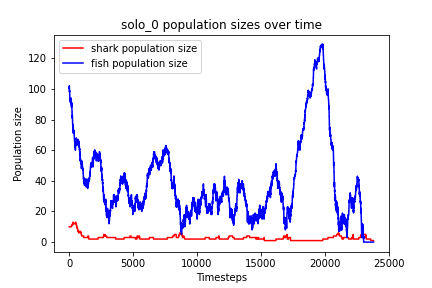 solo_0 population sizes over time
shark population size
fish population size
Population size
120
100
80
60
40
20
0
0 5000 10000 15000 20000 25000
Timesteps